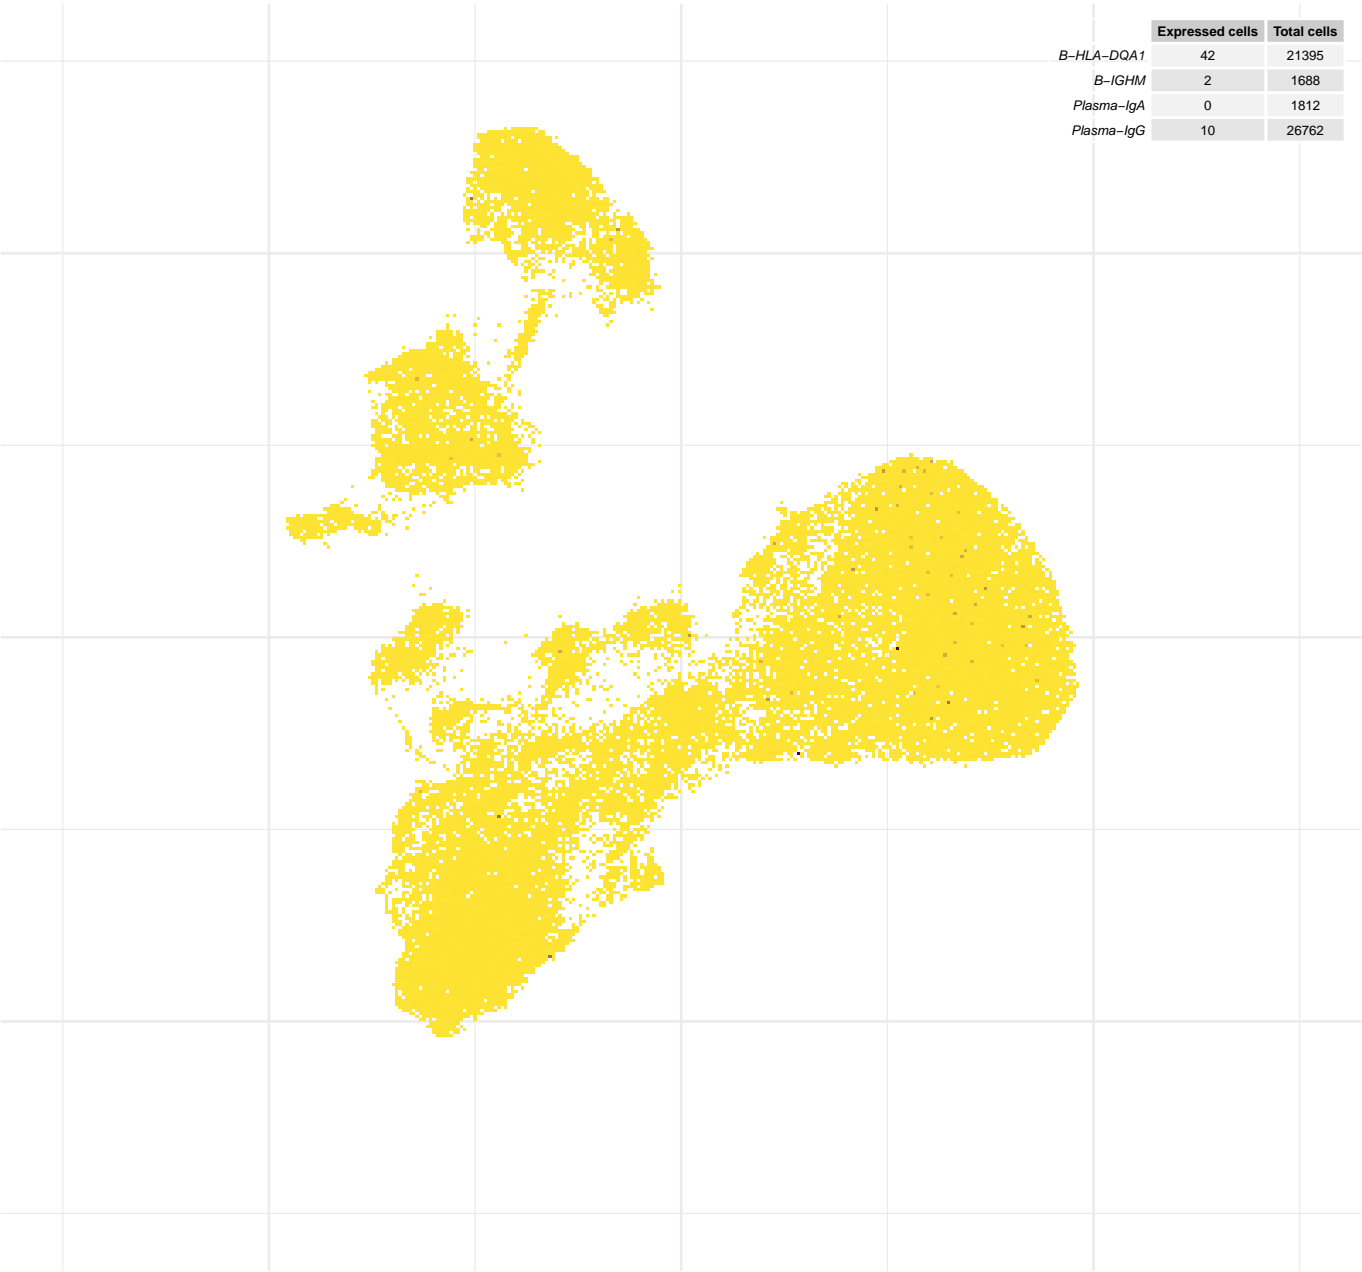 Expressed cells Total cells
B−HLA−DQA1 42 21395
B−IGHM 2 1688
Plasma−IgA 0 1812
Plasma−IgG 10 26762